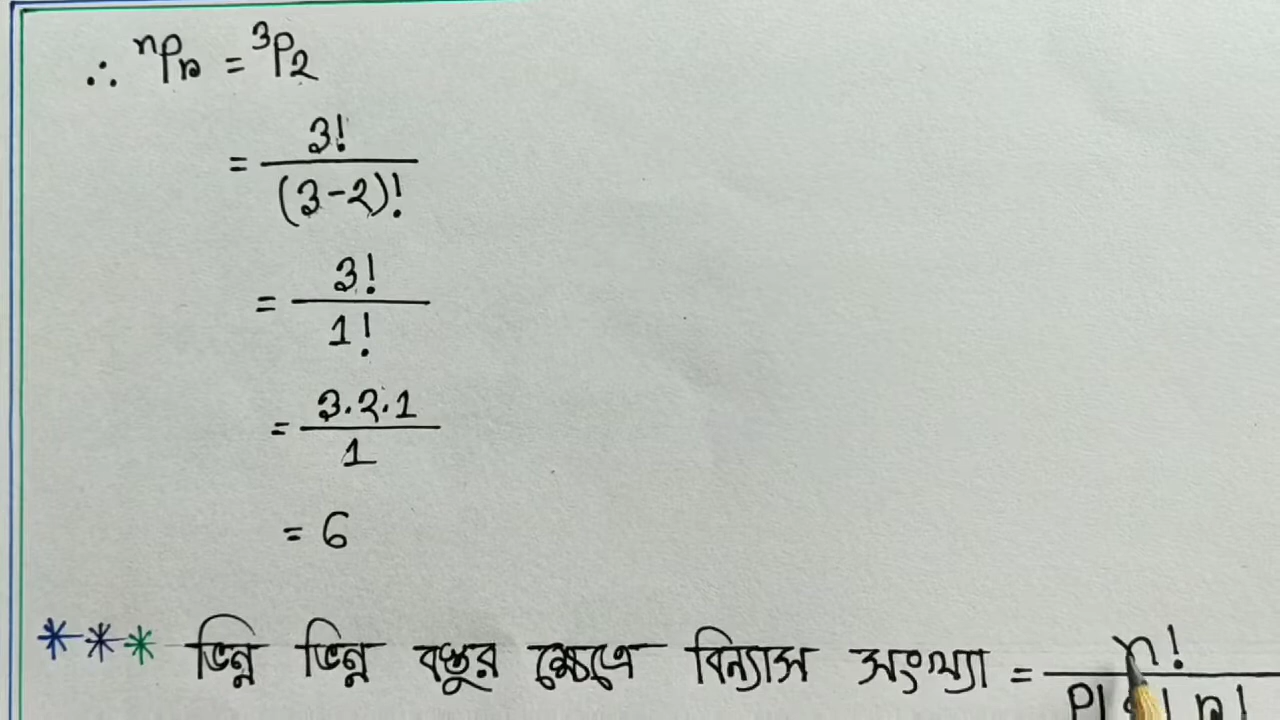 ∴ ⁿPr = ³P₂
= 3! / (3-2)!
= 3! / 1!
= 3.2.1 / 1
= 6
*** ভিন্ন ভিন্ন বস্তুর ক্ষেত্রে বিন্যাস সংখ্যা = n! / P! r!